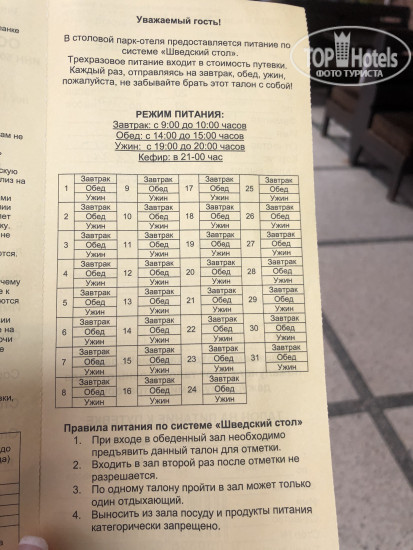 Уважаемый гость!
В столовой парк-отеля предоставляется питание по
системе «Шведский стол».
Трехразовое питание входит в стоимость путевки.
Каждый раз, отправляясь на завтрак, обед, ужин,
пожалуйста, не забывайте брать этот талон с собой!
РЕЖИМ ПИТАНИЯ:
Завтрак: с 9:00 до 10:00 часов
Обед: с 14:00 до 15:00 часов
Ужин: с 19:00 до 20:00 часов
Кефир: в 21-00 час
Завтрак Завтрак Завтрак Завтрак
1 Обед 9 Обед 17 Обед 25 Обед
Ужин Ужин Ужин Ужин
Завтрак Завтрак Завтрак Завтрак
2 Обед 10 Обед 18 Обед 26 Обед
Ужин Ужин Ужин Ужин
Завтрак Завтрак Завтрак Завтрак
3 Обед 11 Обед 19 Обед 27 Обед
Ужин Ужин Ужин Ужин
Завтрак Завтрак Завтрак Завтрак
4 Обед 12 Обед 20 Обед 28 Обед
Ужин Ужин Ужин Ужин
Завтрак Завтрак Завтрак Завтрак
5 Обед 13 Обед 21 Обед 29 Обед
Ужин Ужин Ужин Ужин
Завтрак Завтрак Завтрак Завтрак
6 Обед 14 Обед 22 Обед 30 Обед
Ужин Ужин Ужин Ужин
Завтрак Завтрак Завтрак Завтрак
7 Обед 15 Обед 23 Обед 31 Обед
Ужин Ужин Ужин Ужин
Завтрак Завтрак Завтрак
8 Обед 16 Обед 24 Обед
Ужин Ужин Ужин
Правила питания по системе «Шведский стол»
1. При входе в обеденный зал необходимо
предъявить данный талон для отметки.
2. Входить в зал второй раз после отметки не
разрешается.
3. По одному талону пройти в зал может только
один отдыхающий.
4. Выносить из зала посуду и продукты питания
категорически запрещено.
TOP Hotels
ФОТО ТУРИСТА